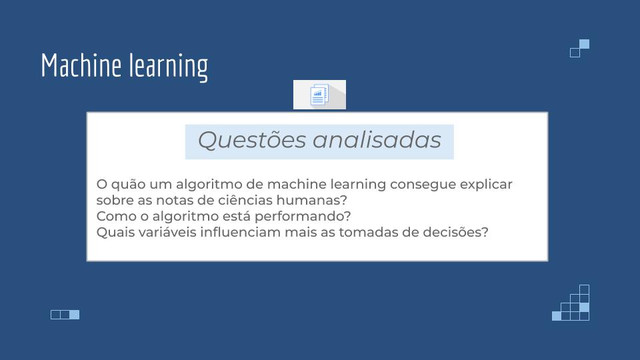 Machine learning
Questões analisadas
O quão um algoritmo de machine learning consegue explicar
sobre as notas de ciências humanas?
Como o algoritmo está performando?
Quais variáveis influenciam mais as tomadas de decisões?